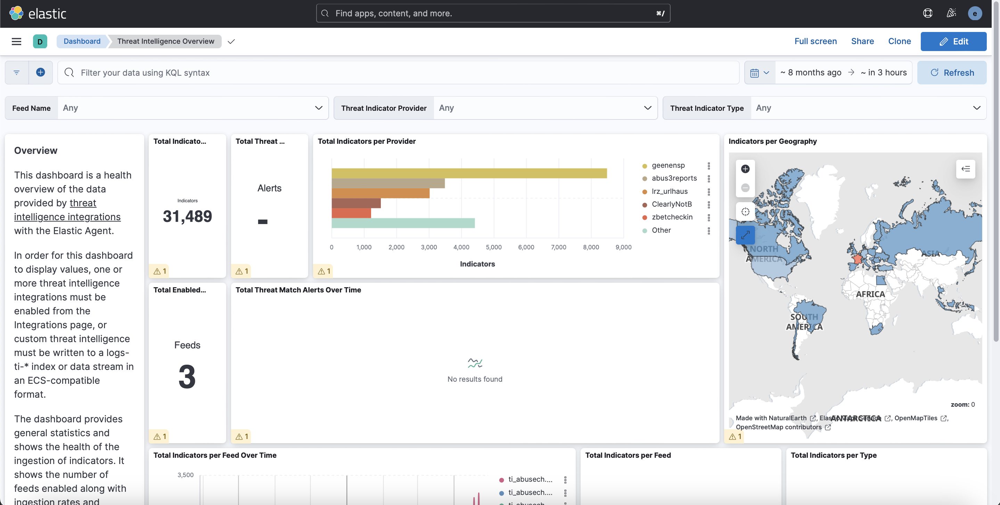 elastic
Find apps, content, and more.
⌘/
e
D
Dashboard
Threat Intelligence Overview
Full screen
Share
Clone
Edit
Filter your data using KQL syntax
~ 8 months ago → ~ in 3 hours
Refresh
Feed Name
Any
Threat Indicator Provider
Any
Threat Indicator Type
Any
Overview
This dashboard is a health
overview of the data
provided by threat
intelligence integrations
with the Elastic Agent.
In order for this dashboard
to display values, one or
more threat intelligence
integrations must be
enabled from the
Integrations page, or
custom threat intelligence
must be written to a logs-
ti-* index or data stream in
an ECS-compatible
format.
The dashboard provides
general statistics and
shows the health of the
ingestion of indicators. It
shows the number of
feeds enabled along with
ingestion rates and
Total Indicato...
Indicators
31,489
1
Total Threat ...
Alerts
-
1
Total Indicators per Provider
geenensp
abus3reports
lrz_urlhaus
ClearlyNotB
zbetcheckin
Other
0 1,000 2,000 3,000 4,000 5,000 6,000 7,000 8,000 9,000
Indicators
1
Indicators per Geography
NORTH
AMERICA
ASIA
AFRICA
SOUTH
AMERICA
ANTARCTICA
zoom: 0
Made with NaturalEarth , Elastic Maps Service , OpenMapTiles ,
OpenStreetMap contributors
1
Total Enabled...
Feeds
3
1
Total Threat Match Alerts Over Time
No results found
1
Total Indicators per Feed Over Time
3,500
ti_abusech....
ti_abusech....
ti_abusech
Total Indicators per Feed
Total Indicators per Type